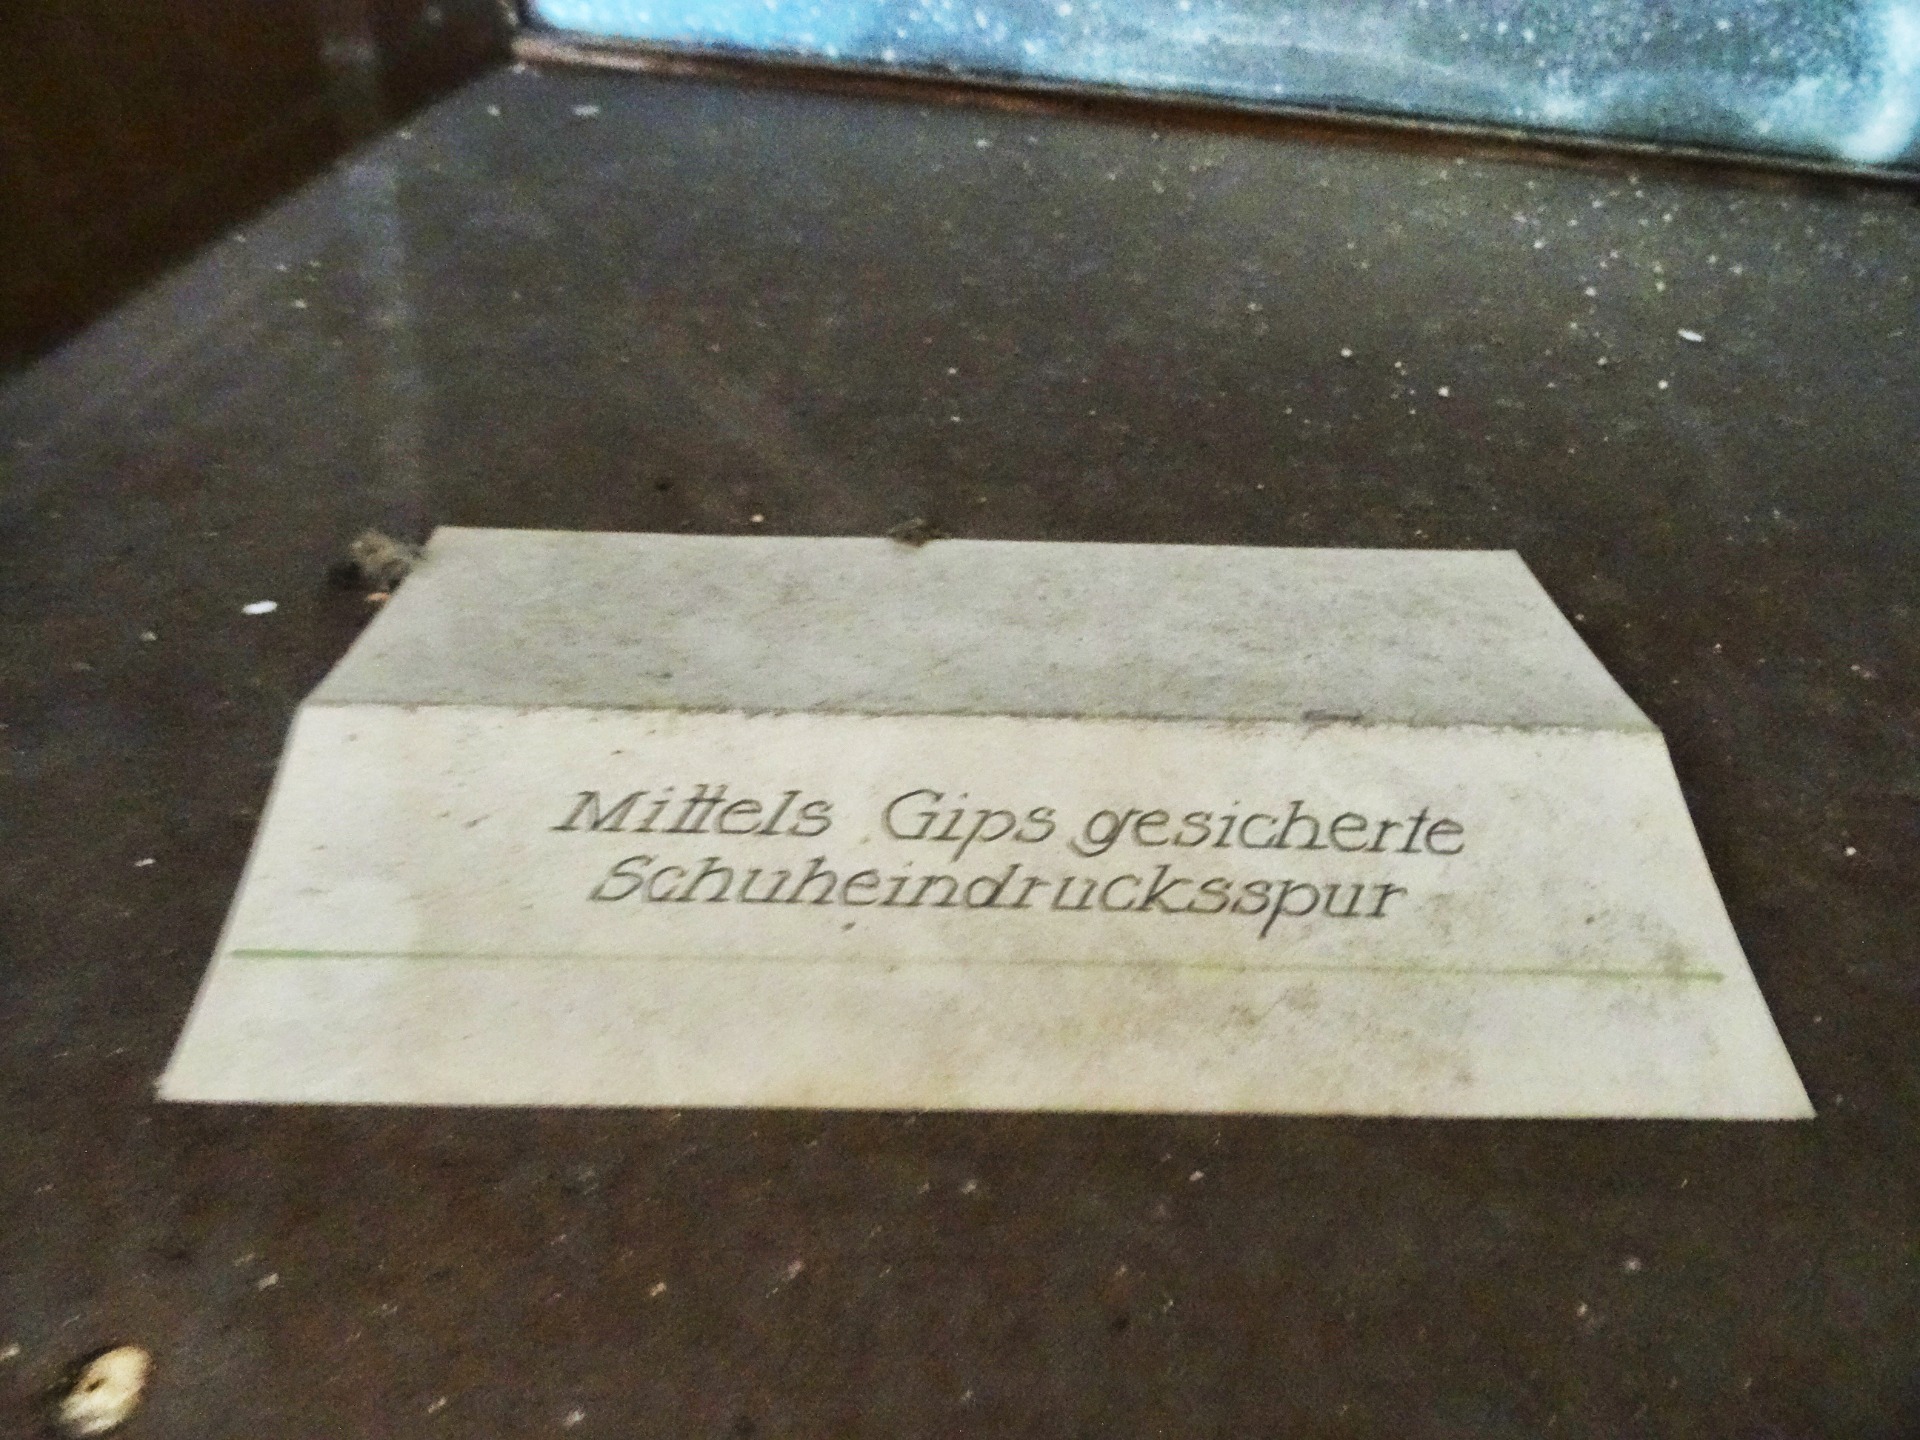 Mittels Gips gesicherte
Schuheindrucksspur